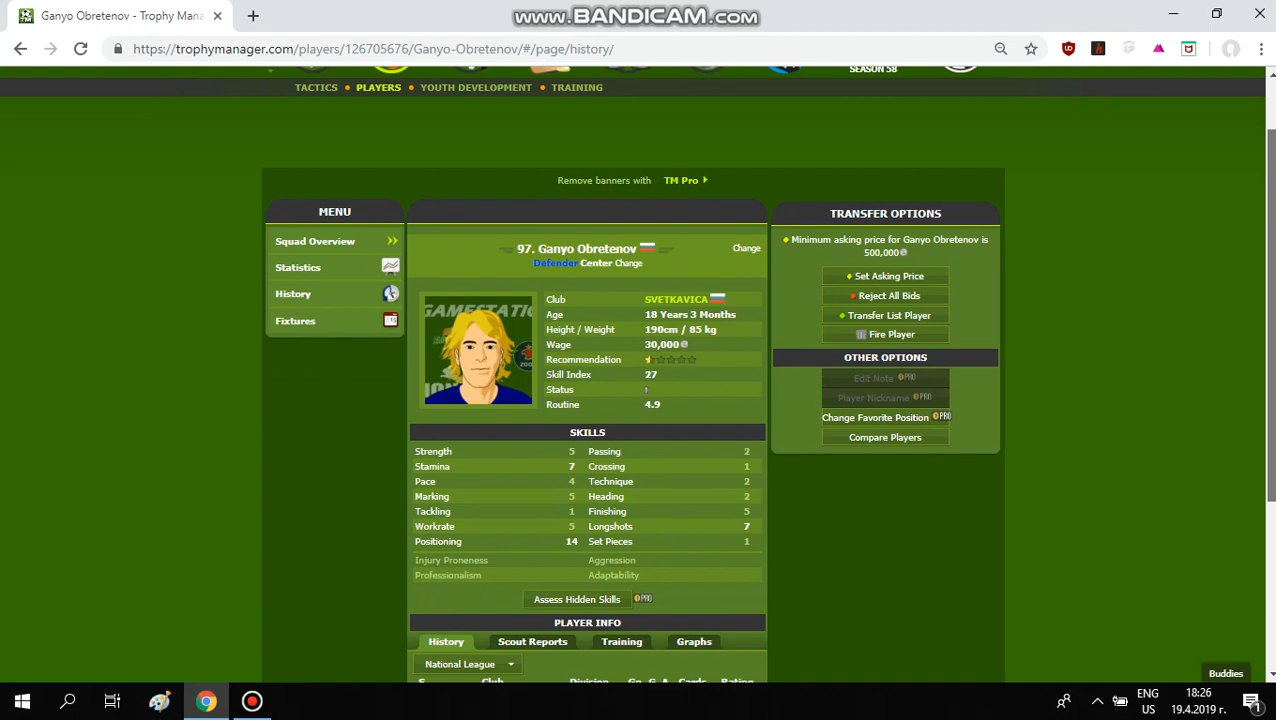 Ganyo Obretenov - Trophy Mana
www.BANDICAM.com
https://trophymanager.com/players/126705676/Ganyo-Obretenov/#/page/history/
SEASON 58
TACTICS • PLAYERS • YOUTH DEVELOPMENT • TRAINING
Remove banners with TM Pro
MENU
Squad Overview
Statistics
History
Fixtures
97. Ganyo Obretenov
Change
Defender Center Change
Club SVETKAVICA
Age 18 Years 3 Months
Height / Weight 190cm / 85 kg
Wage 30,000
Recommendation
Skill Index 27
Status
Routine 4.9
SKILLS
Strength 5 Passing 2
Stamina 7 Crossing 1
Pace 4 Technique 2
Marking 5 Heading 2
Tackling 1 Finishing 5
Workrate 5 Longshots 7
Positioning 14 Set Pieces 1
Injury Proneness Aggression
Professionalism Adaptability
Assess Hidden Skills PRO
PLAYER INFO
History Scout Reports Training Graphs
National League
S Club Division Gp G A Cards Rating
TRANSFER OPTIONS
Minimum asking price for Ganyo Obretenov is
500,000
Set Asking Price
Reject All Bids
Transfer List Player
Fire Player
OTHER OPTIONS
Edit Note PRO
Player Nickname PRO
Change Favorite Position PRO
Compare Players
Buddies
ENG
US
18:26
19.4.2019 г.